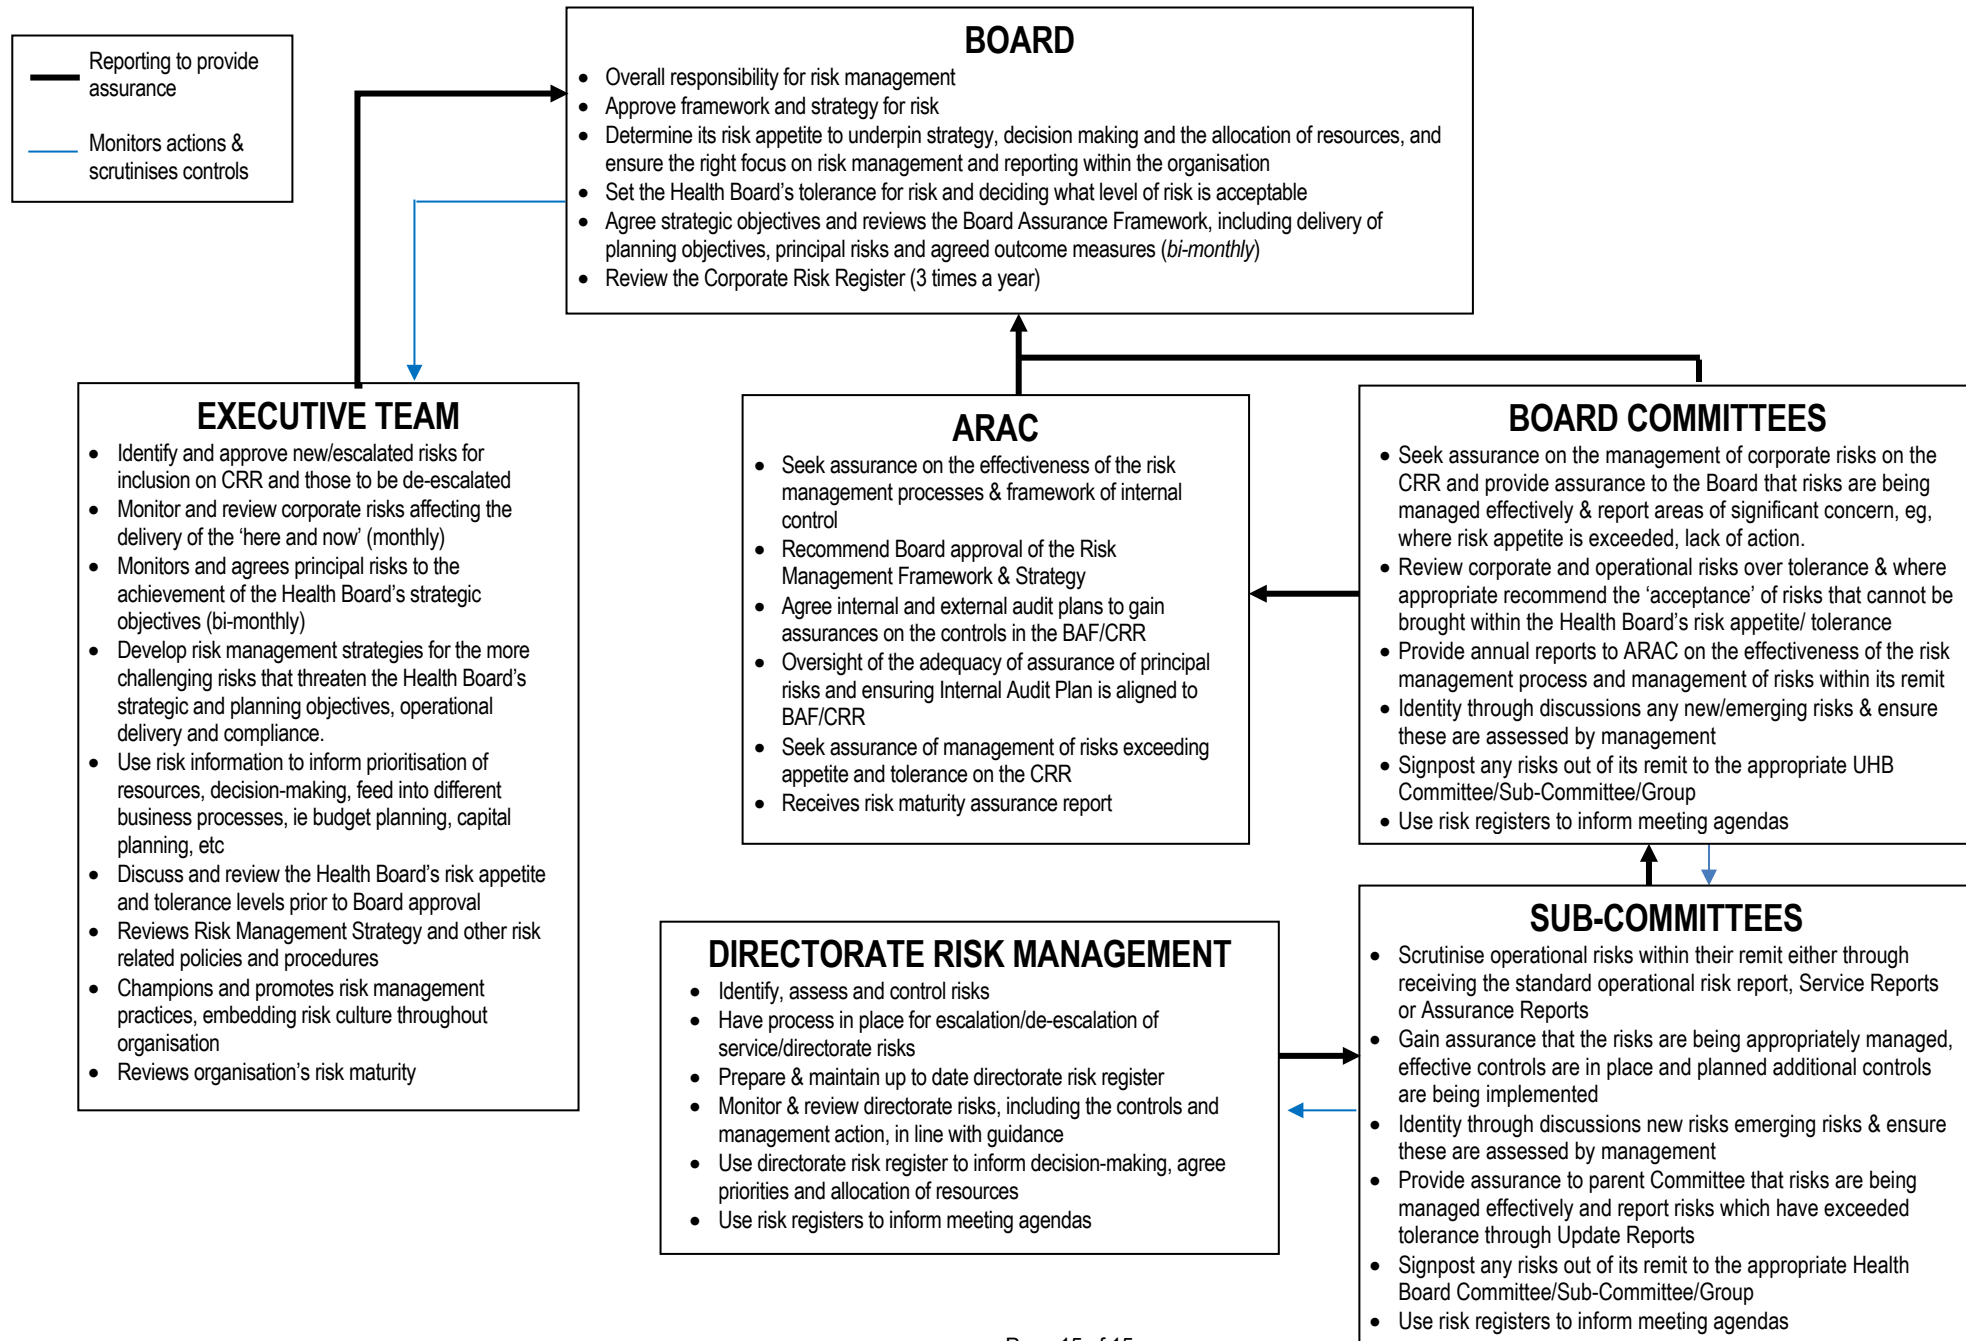 Reporting to provide
assurance
Monitors actions &
scrutinises controls
BOARD
• Overall responsibility for risk management
• Approve framework and strategy for risk
• Determine its risk appetite to underpin strategy, decision making and the allocation of resources, and
ensure the right focus on risk management and reporting within the organisation
• Set the Health Board's tolerance for risk and deciding what level of risk is acceptable
• Agree strategic objectives and reviews the Board Assurance Framework, including delivery of
planning objectives, principal risks and agreed outcome measures (bi-monthly)
• Review the Corporate Risk Register (3 times a year)
EXECUTIVE TEAM
• Identify and approve new/escalated risks for
inclusion on CRR and those to be de-escalated
• Monitor and review corporate risks affecting the
delivery of the 'here and now' (monthly)
• Monitors and agrees principal risks to the
achievement of the Health Board's strategic
objectives (bi-monthly)
• Develop risk management strategies for the more
challenging risks that threaten the Health Board's
strategic and planning objectives, operational
delivery and compliance.
• Use risk information to inform prioritisation of
resources, decision-making, feed into different
business processes, ie budget planning, capital
planning, etc
• Discuss and review the Health Board's risk appetite
and tolerance levels prior to Board approval
• Reviews Risk Management Strategy and other risk
related policies and procedures
• Champions and promotes risk management
practices, embedding risk culture throughout
organisation
• Reviews organisation's risk maturity
ARAC
• Seek assurance on the effectiveness of the risk
management processes & framework of internal
control
• Recommend Board approval of the Risk
Management Framework & Strategy
• Agree internal and external audit plans to gain
assurances on the controls in the BAF/CRR
• Oversight of the adequacy of assurance of principal
risks and ensuring Internal Audit Plan is aligned to
BAF/CRR
• Seek assurance of management of risks exceeding
appetite and tolerance on the CRR
• Receives risk maturity assurance report
BOARD COMMITTEES
• Seek assurance on the management of corporate risks on the
CRR and provide assurance to the Board that risks are being
managed effectively & report areas of significant concern, eg,
where risk appetite is exceeded, lack of action.
• Review corporate and operational risks over tolerance & where
appropriate recommend the 'acceptance' of risks that cannot be
brought within the Health Board's risk appetite/ tolerance
• Provide annual reports to ARAC on the effectiveness of the risk
management process and management of risks within its remit
• Identity through discussions any new/emerging risks & ensure
these are assessed by management
• Signpost any risks out of its remit to the appropriate UHB
Committee/Sub-Committee/Group
• Use risk registers to inform meeting agendas
DIRECTORATE RISK MANAGEMENT
• Identify, assess and control risks
• Have process in place for escalation/de-escalation of
service/directorate risks
• Prepare & maintain up to date directorate risk register
• Monitor & review directorate risks, including the controls and
management action, in line with guidance
• Use directorate risk register to inform decision-making, agree
priorities and allocation of resources
• Use risk registers to inform meeting agendas
SUB-COMMITTEES
• Scrutinise operational risks within their remit either through
receiving the standard operational risk report, Service Reports
or Assurance Reports
• Gain assurance that the risks are being appropriately managed,
effective controls are in place and planned additional controls
are being implemented
• Identity through discussions new risks emerging risks & ensure
these are assessed by management
• Provide assurance to parent Committee that risks are being
managed effectively and report risks which have exceeded
tolerance through Update Reports
• Signpost any risks out of its remit to the appropriate Health
Board Committee/Sub-Committee/Group
• Use risk registers to inform meeting agendas
Page 15 of 15